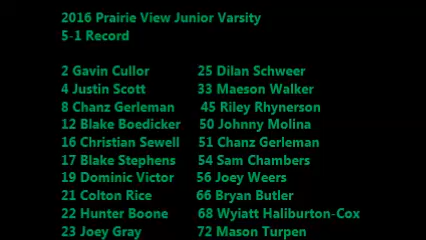 2016 Prairie View Junior Varsity
5-1 Record
2 Gavin Cullor
4 Justin Scott
8 Chanz Gerleman
12 Blake Boedicker
16 Christian Sewell
17 Blake Stephens
19 Dominic Victor
21 Colton Rice
22 Hunter Boone
23 Joey Gray
25 Dilan Schweer
33 Maeson Walker
45 Riley Rhynerson
50 Johnny Molina
51 Chanz Gerleman
54 Sam Chambers
56 Joey Weers
66 Bryan Butler
68 Wyiatt Haliburton-Cox
72 Mason Turpen